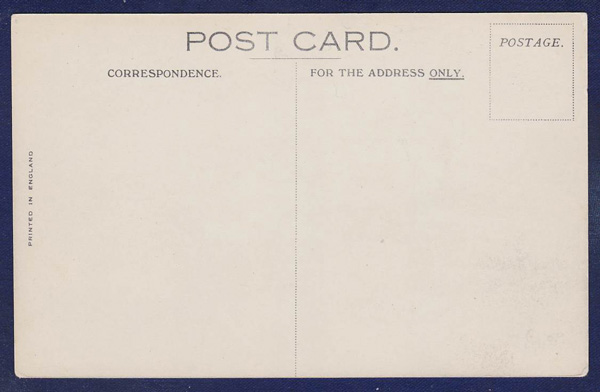 POST CARD.
POSTAGE.
CORRESPONDENCE.
FOR THE ADDRESS ONLY.
PRINTED IN ENGLAND